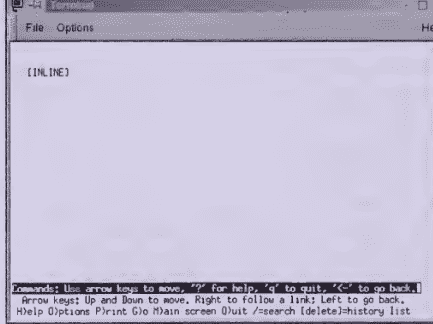 Terminal
File Options He
[INLINE]
Commands: Use arrow keys to move, '?' for help, 'q' to quit, '<-' to go back.
Arrow keys: Up and Down to move. Right to follow a link; Left to go back.
H)elp O)ptions P)rint G)o M)ain screen Q)uit /=search [delete]=history list